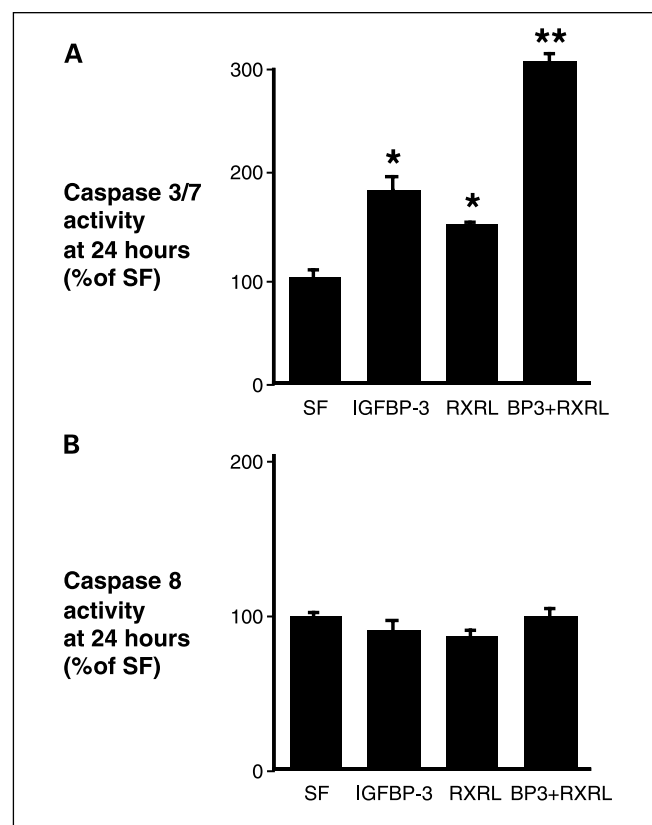 A
300
200
100
0
Caspase 3/7
activity
at 24 hours
(%of SF)
*
*
**
SF IGFBP-3 RXRL BP3+RXRL
B
200
100
0
Caspase 8
activity
at 24 hours
(%of SF)
SF IGFBP-3 RXRL BP3+RXRL